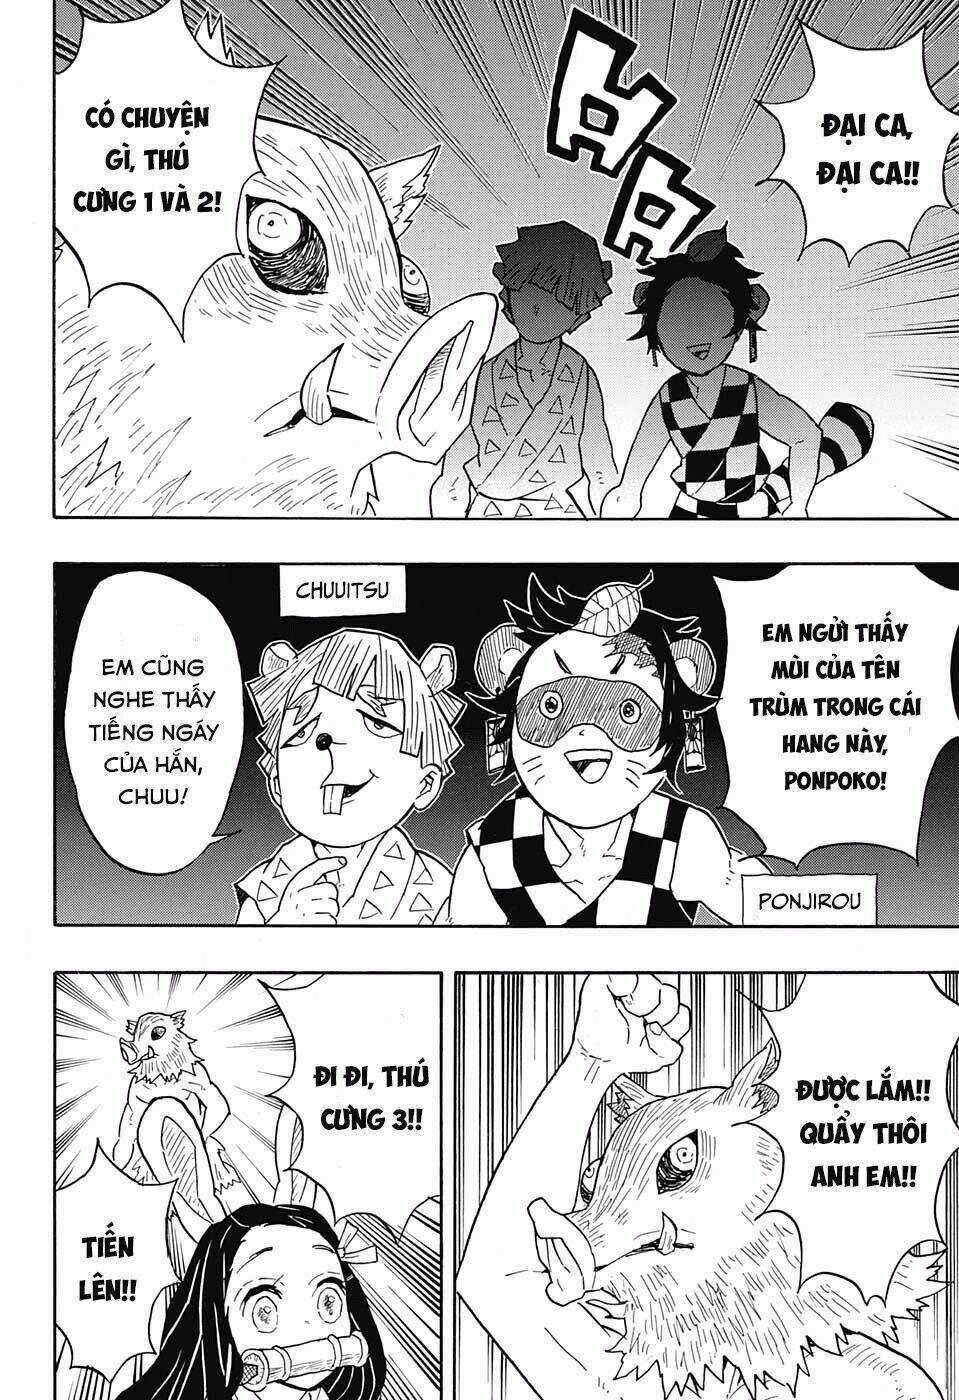 ĐẠI CA,
ĐẠI CA!!
CÓ CHUYỆN
GÌ, THÚ
CƯNG 1 VÀ 2!
EM NGỬI THẤY
MÙI CỦA TÊN
TRÙM TRONG CÁI
HANG NÀY,
PONPOKO!
PONJIROU
CHUUITSU
EM CŨNG
NGHE THẤY
TIẾNG NGÁY
CỦA HẮN,
CHUU!
ĐƯỢC LẮM!!
QUẨY THÔI
ANH EM!!
ĐI ĐI, THÚ
CƯNG 3!!
TIẾN
LÊN!!